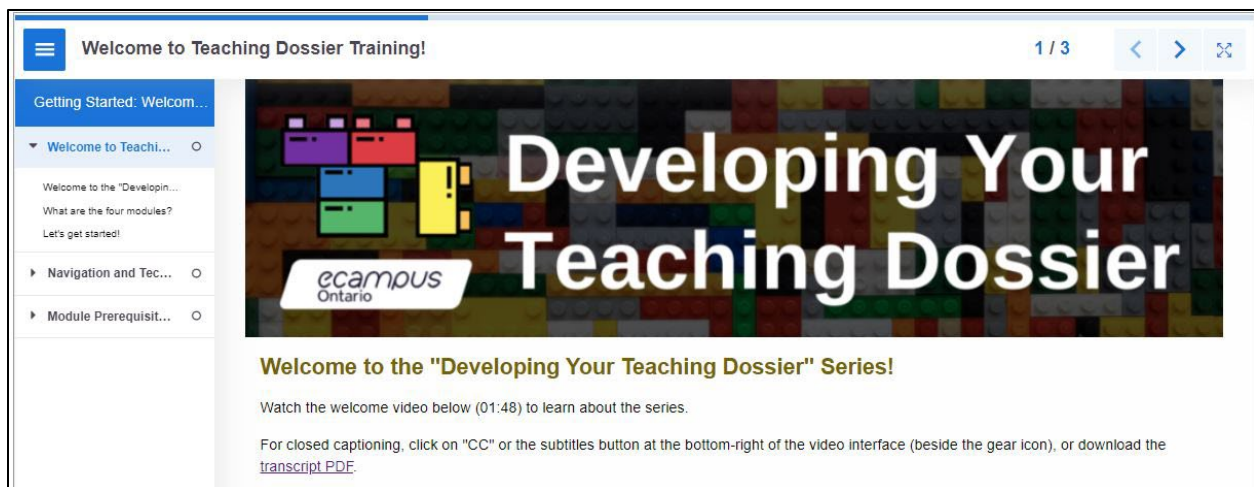 Welcome to Teaching Dossier Training!
1 / 3
Getting Started: Welcom...
Welcome to Teachi...
Welcome to the "Developin...
What are the four modules?
Let's get started!
Navigation and Tec...
Module Prerequisit...
ecampus
Ontario
Developing Your
Teaching Dossier
Welcome to the "Developing Your Teaching Dossier" Series!
Watch the welcome video below (01:48) to learn about the series.
For closed captioning, click on "CC" or the subtitles button at the bottom-right of the video interface (beside the gear icon), or download the
transcript PDF.